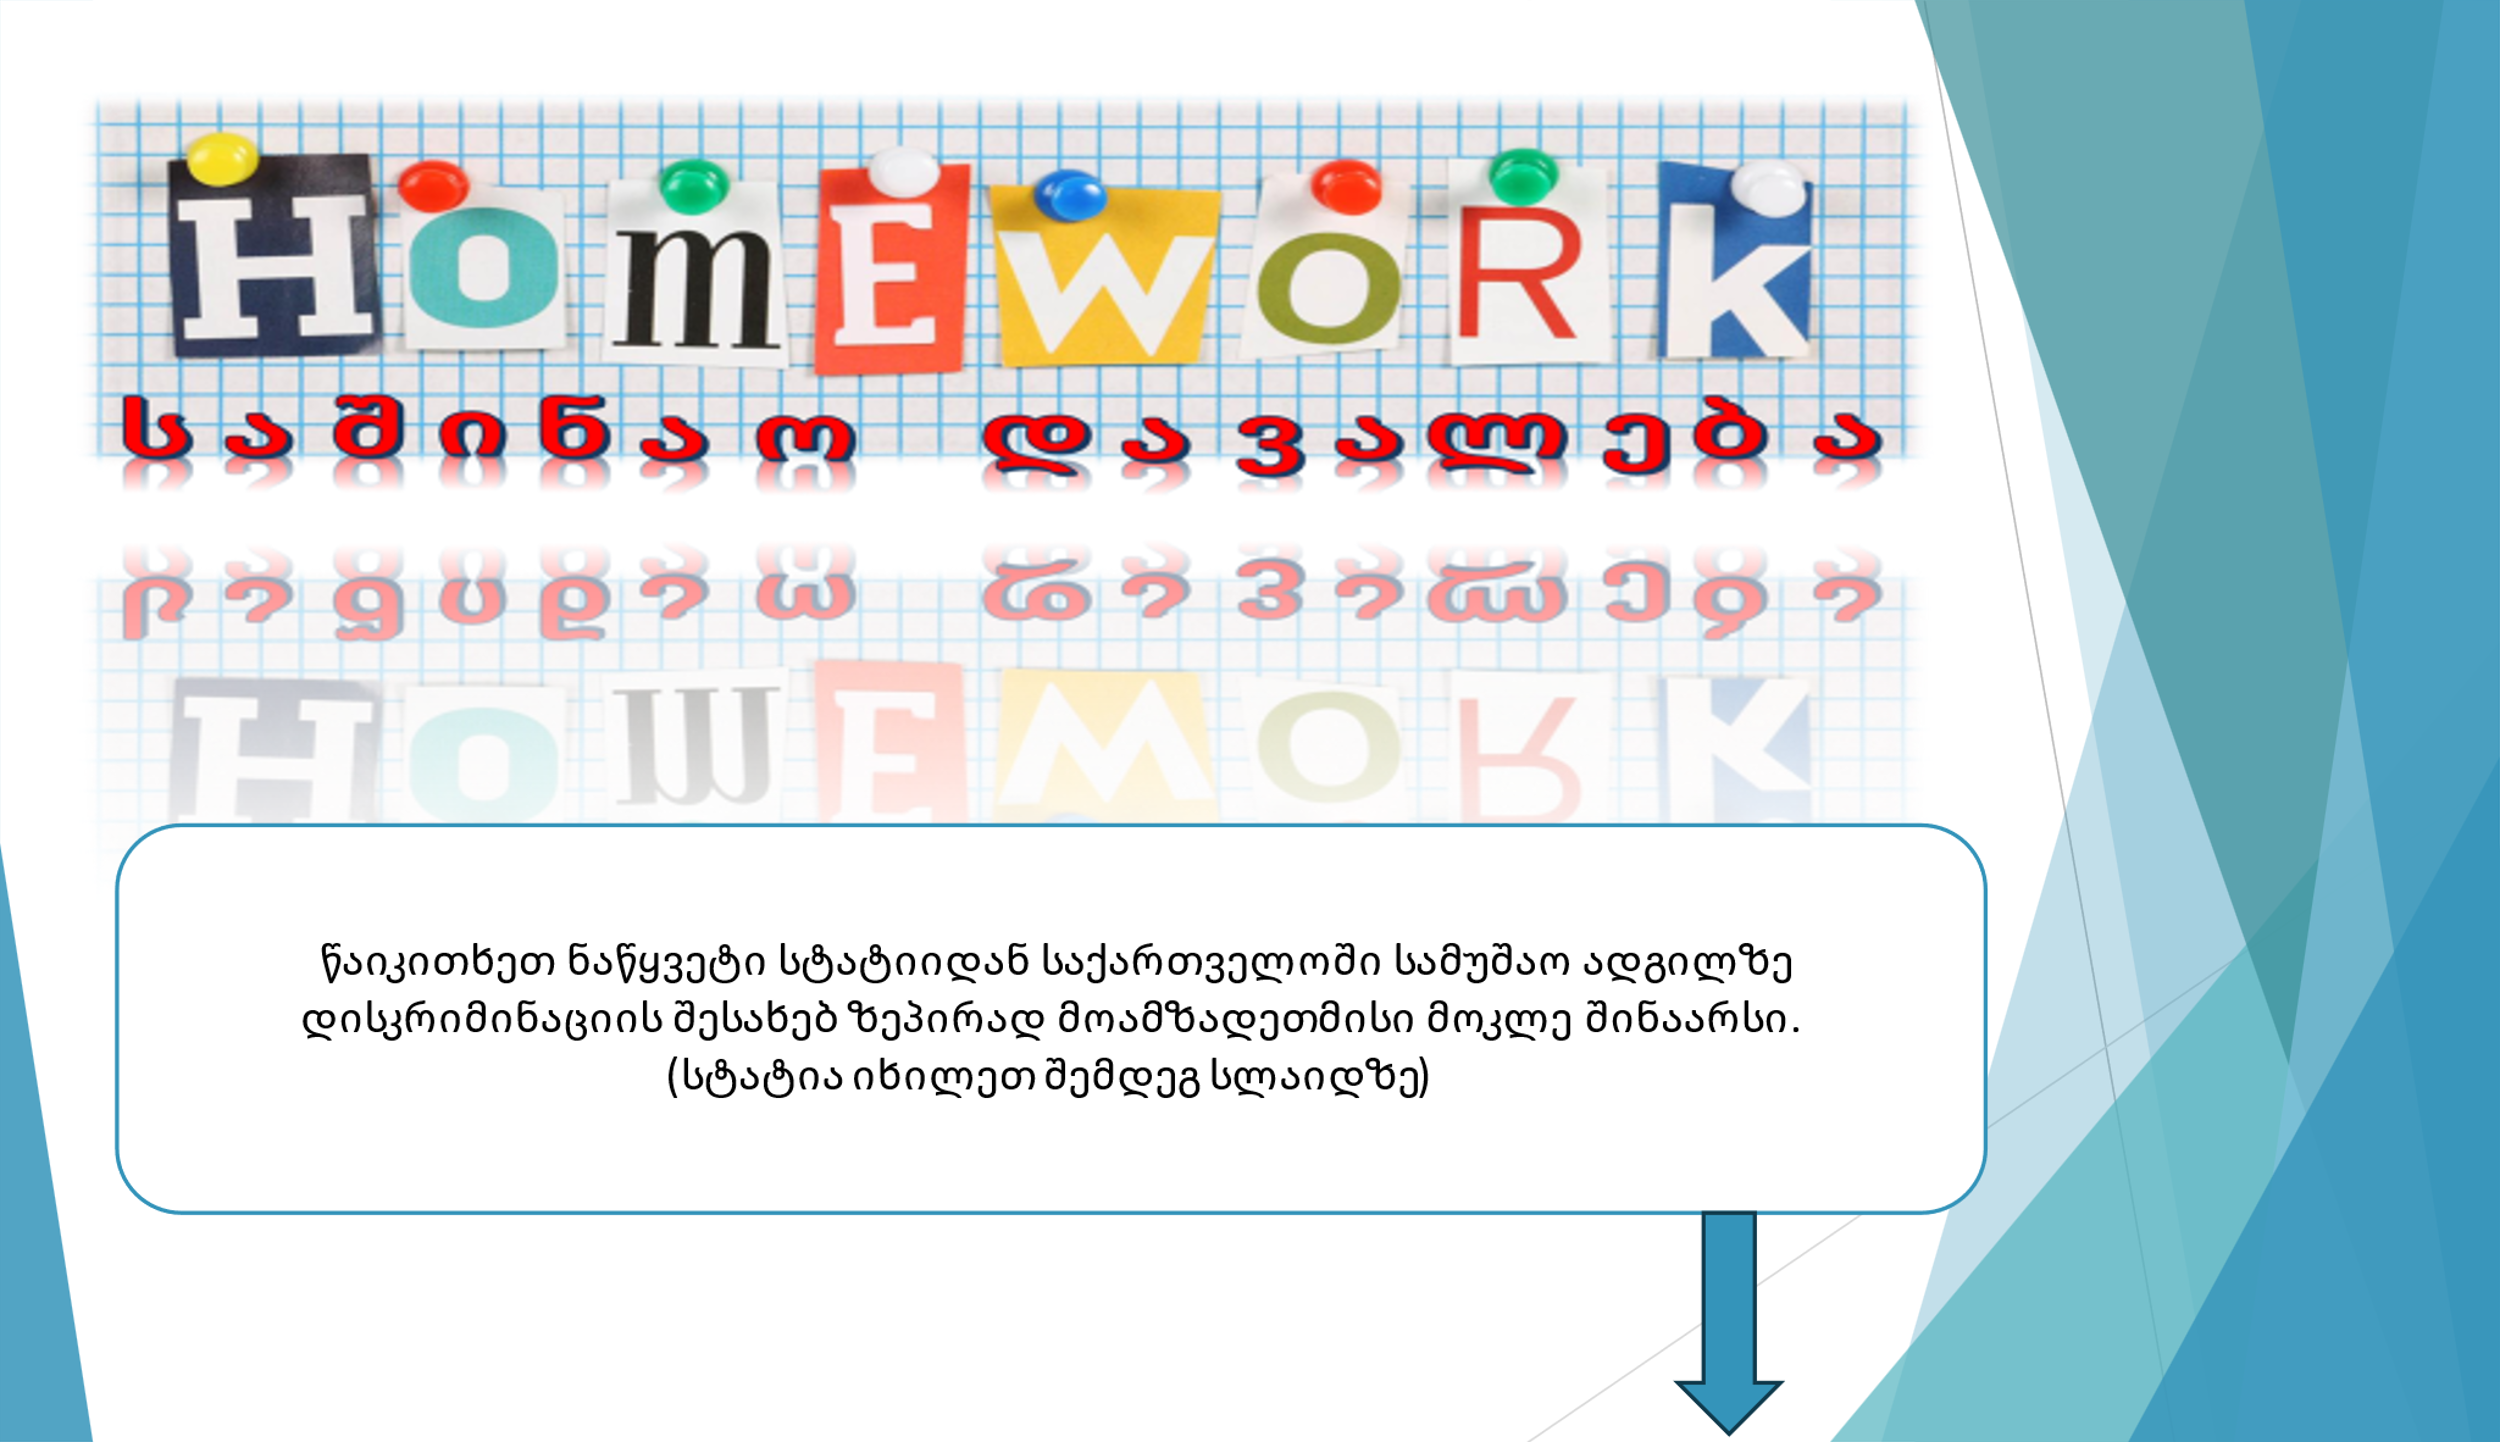 HOmEWORK
საშინაო დავალება
წაიკითხეთ ნაწყვეტი სტატიიდან საქართველოში სამუშაო ადგილზე
დისკრიმინაციის შესახებ ზეპირად მოამზადეთმისი მოკლე შინაარსი.
(სტატია იხილეთ შემდეგ სლაიდზე)